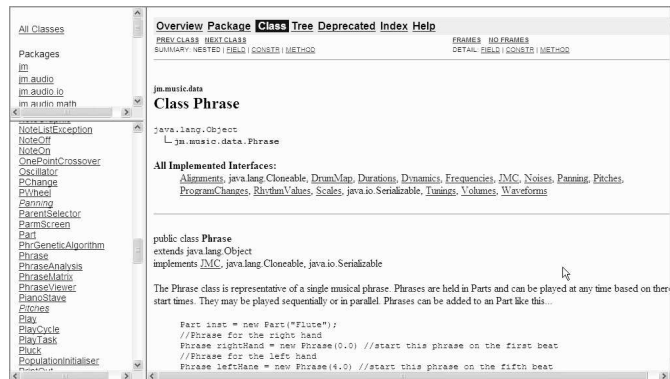 All Classes
Packages
jm
jm.audio
jm.audio.io
jm.audio.math
NoteListException
NoteOff
NoteOn
OnePointCrossover
Oscillator
PChange
PWheel
Panning
ParentSelector
ParmScreen
Part
PhrGeneticAlgorithm
Phrase
PhraseAnalysis
PhraseMatrix
PhraseViewer
PianoStave
Pitches
Play
PlayCycle
PlayTask
Pluck
PopulationInitialiser
Overview Package Class Tree Deprecated Index Help
PREV CLASS NEXT CLASS
SUMMARY: NESTED | FIELD | CONSTR | METHOD
FRAMES NO FRAMES
DETAIL: FIELD | CONSTR | METHOD
jm.music.data
Class Phrase
java.lang.Object
jm.music.data.Phrase
All Implemented Interfaces:
Alignments, java.lang.Cloneable, DrumMap, Durations, Dynamics, Frequencies, JMC, Noises, Panning, Pitches,
ProgramChanges, RhythmValues, Scales, java.io.Serializable, Tunings, Volumes, Waveforms
public class Phrase
extends java.lang.Object
implements JMC, java.lang.Cloneable, java.io.Serializable
The Phrase class is representative of a single musical phrase. Phrases are held in Parts and can be played at any time based on
start times. They may be played sequentially or in parallel. Phrases can be added to an Part like this...
Part inst = new Part("Flute");
//Phrase for the right hand
Phrase rightHand = new Phrase(0.0) //start this phrase on the first beat
//Phrase for the left hand
Phrase leftHane = new Phrase(4.0) //start this phrase on the fifth beat